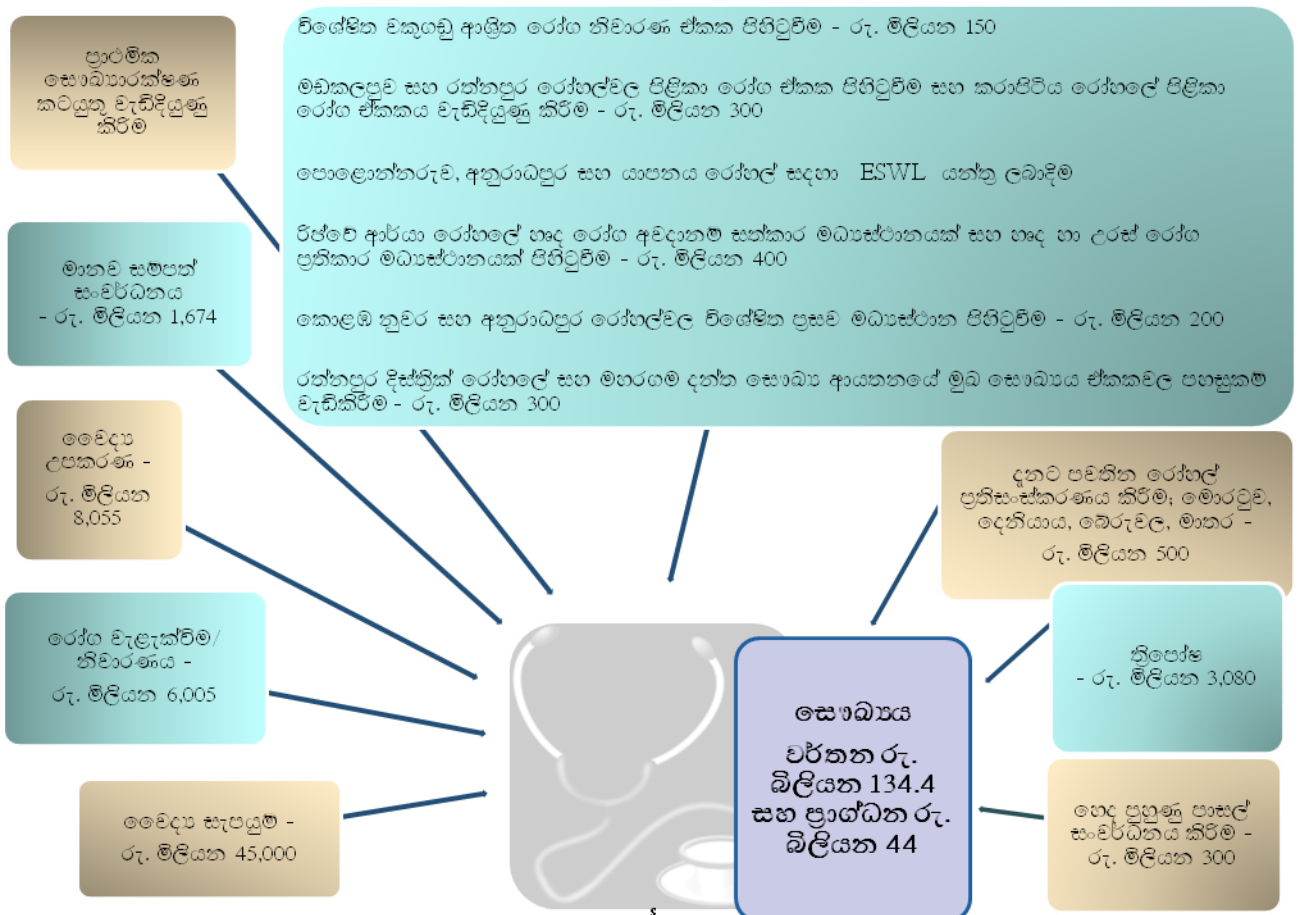 ප්‍රාථමික
සෞඛ්‍යාරක්ෂණ
කටයුතු වැඩිදියුණු
කිරීම
විශේෂිත වකුගඩු ආශ්‍රිත රෝග නිවාරණ ඒකක පිහිටුවීම - රු. මිලියන 150
මඩකලපුව සහ රත්නපුර රෝහල්වල පිළිකා රෝග ඒකක පිහිටුවීම සහ කරාපිටිය රෝහලේ පිළිකා
රෝග ඒකකය වැඩිදියුණු කිරීම - රු. මිලියන 300
පොළොන්නරුව, අනුරාධපුර සහ යාපනය රෝහල් සදහා ESWL යන්ත්‍ර ලබාදීම
රිජ්වේ ආර්යා රෝහලේ හෘද රෝග අවදානම් සත්කාර මධ්‍යස්ථානයක් සහ හෘද හා උරස් රෝග
ප්‍රතිකාර මධ්‍යස්ථානයක් පිහිටුවීම - රු. මිලියන 400
කොළඹ නුවර සහ අනුරාධපුර රෝහල්වල විශේෂිත ප්‍රසව මධ්‍යස්ථාන පිහිටුවීම - රු. මිලියන 200
රත්නපුර දිස්ත්‍රික් රෝහලේ සහ මහරගම දන්ත සෞඛ්‍ය ආයතනයේ මුඛ සෞඛ්‍යය ඒකකවල පහසුකම්
වැඩිකිරීම - රු. මිලියන 300
මානව සම්පත්
සංවර්ධනය
- රු. මිලියන 1,674
වෛද්‍ය
උපකරණ -
රු. මිලියන
8,055
රෝග වැළැක්වීම/
නිවාරණය -
රු. මිලියන 6,005
වෛද්‍ය සැපයුම් -
රු. මිලියන 45,000
සෞඛ්‍යය
වර්තන රු.
බිලියන 134.4
සහ ප්‍රාග්ධන රු.
බිලියන 44
දැනට පවතින රෝහල්
ප්‍රතිසංස්කරණය කිරීම; මොරටුව,
දෙනියාය, බේරුවල, මාතර -
රු. මිලියන 500
ත්‍රිපෝෂ
- රු. මිලියන 3,080
හෙද පුහුණු පාසල්
සංවර්ධනය කිරීම -
රු. මිලියන 300